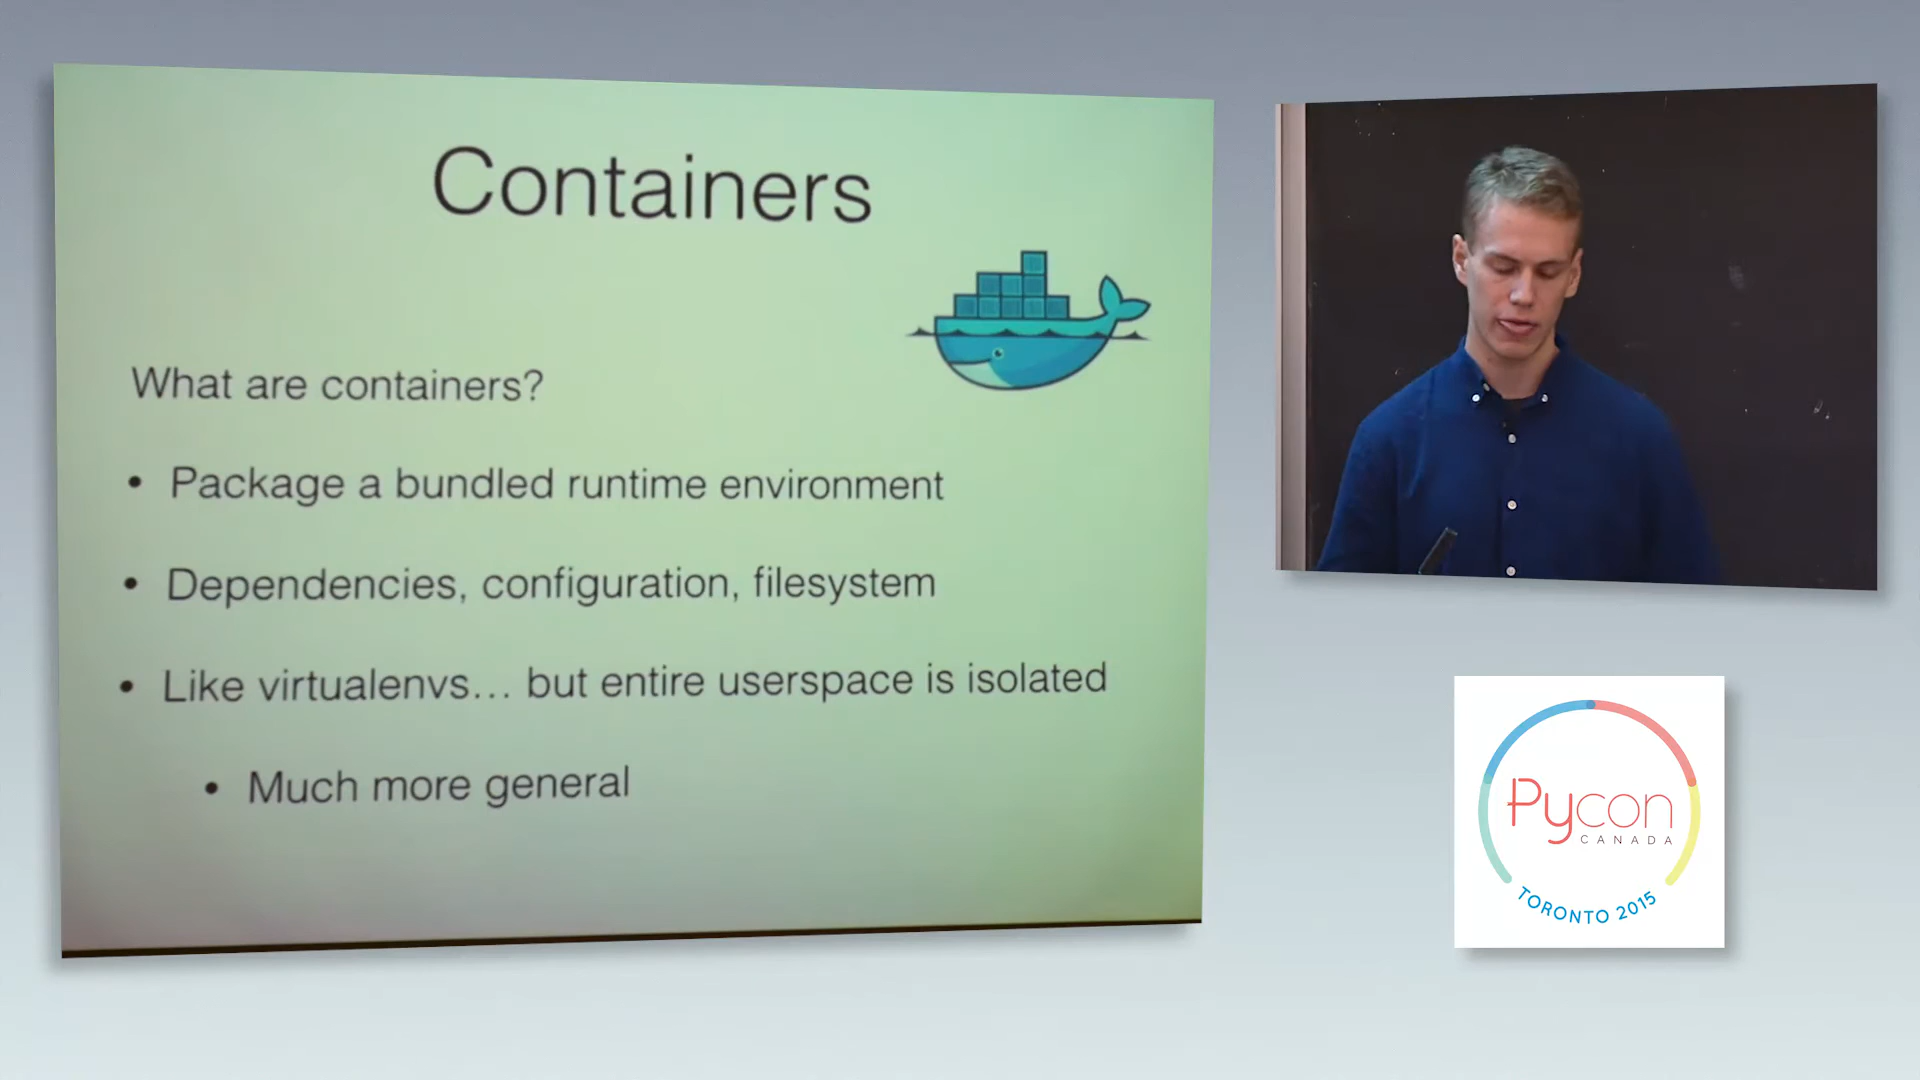 Containers
What are containers?
• Package a bundled runtime environment
• Dependencies, configuration, filesystem
• Like virtualenvs... but entire userspace is isolated
• Much more general
Pycon
CANADA
TORONTO 2015